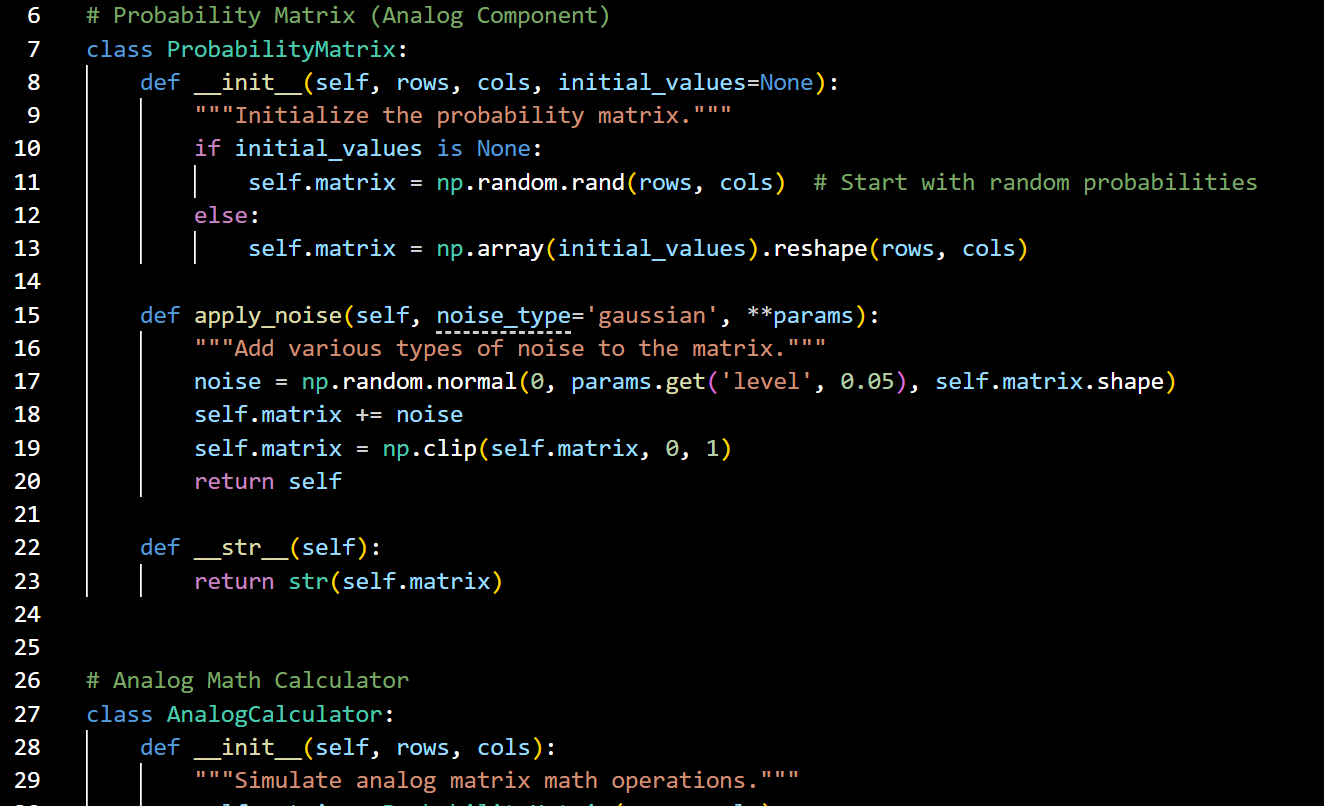 6 # Probability Matrix (Analog Component)
7 class ProbabilityMatrix:
8     def __init__(self, rows, cols, initial_values=None):
9         """Initialize the probability matrix."""
10         if initial_values is None:
11             self.matrix = np.random.rand(rows, cols)  # Start with random probabilities
12         else:
13             self.matrix = np.array(initial_values).reshape(rows, cols)
14
15     def apply_noise(self, noise_type='gaussian', **params):
16         """Add various types of noise to the matrix."""
17         noise = np.random.normal(0, params.get('level', 0.05), self.matrix.shape)
18         self.matrix += noise
19         self.matrix = np.clip(self.matrix, 0, 1)
20         return self
21
22     def __str__(self):
23         return str(self.matrix)
24
25
26 # Analog Math Calculator
27 class AnalogCalculator:
28     def __init__(self, rows, cols):
29         """Simulate analog matrix math operations."""